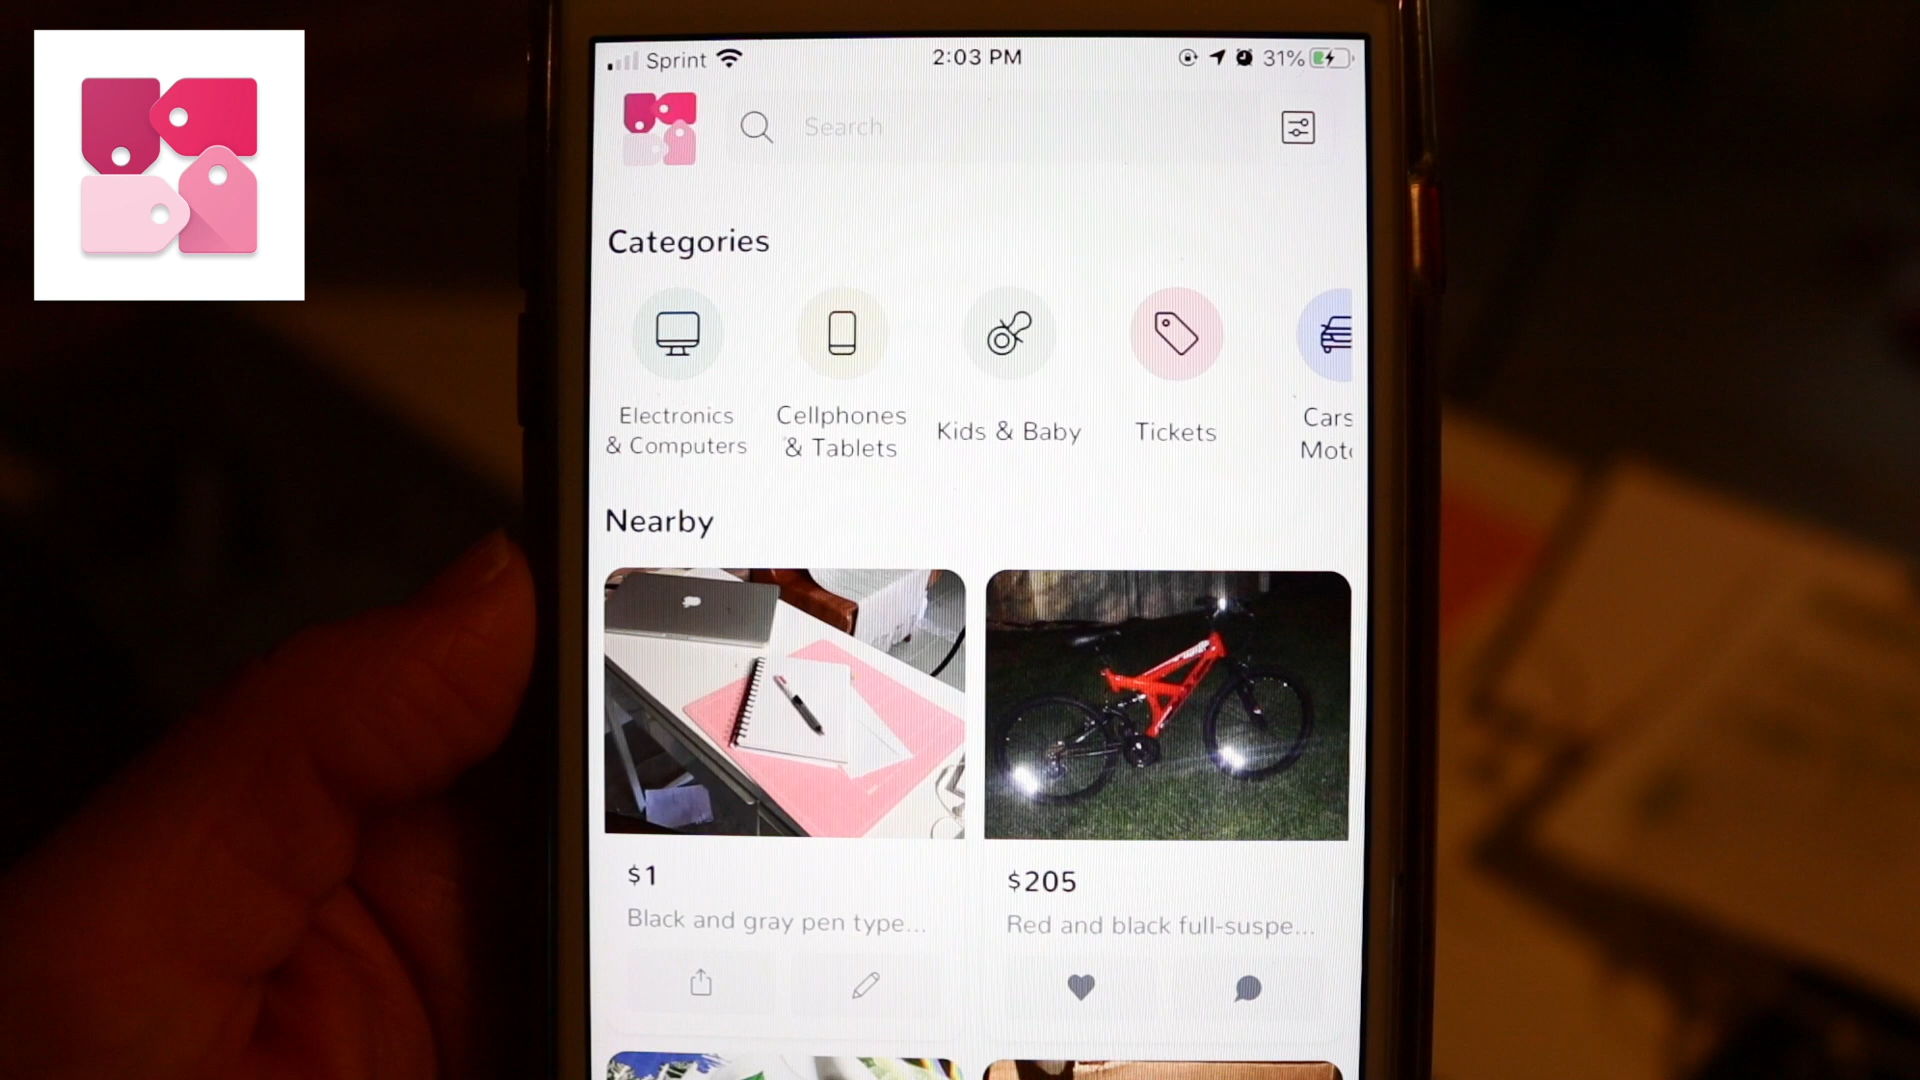 Sprint 2:03 PM 31%
Search
Categories
Electronics
& Computers
Cellphones
& Tablets
Kids & Baby
Tickets
Cars
Moto
Nearby
$1
Black and gray pen type...
$205
Red and black full-suspe...